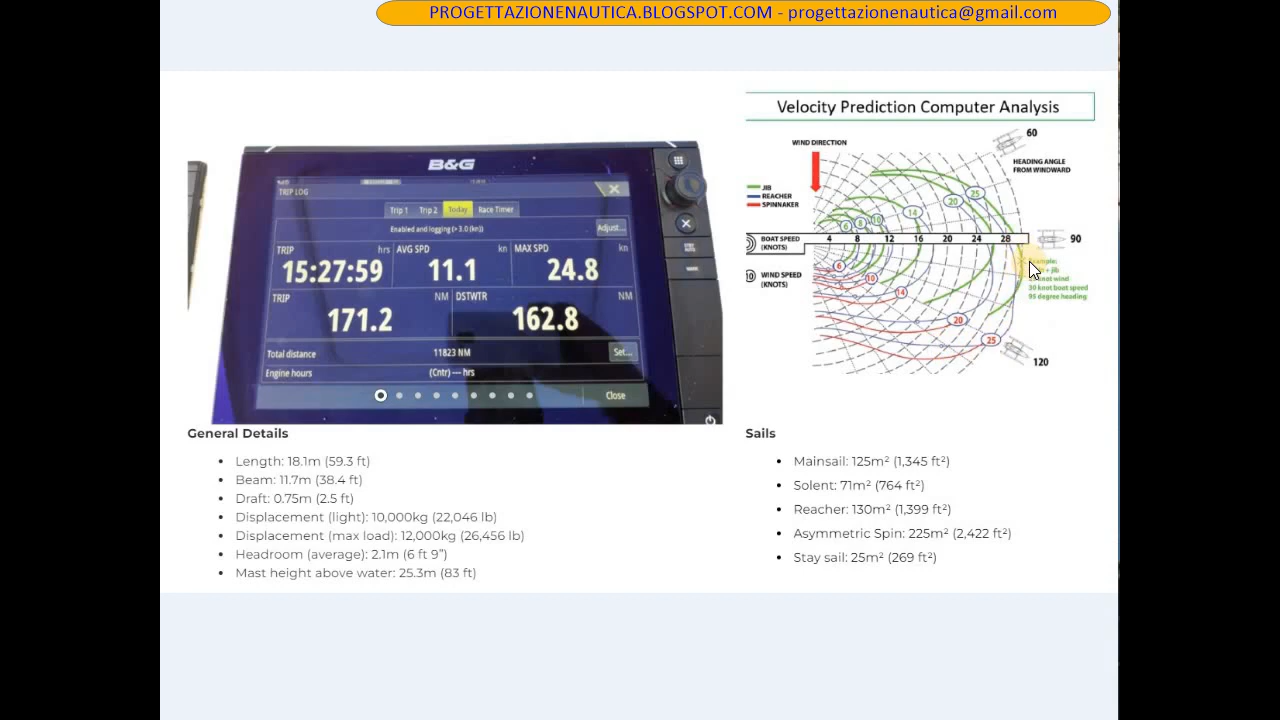 PROGETTAZIONENAUTICA.BLOGSPOT.COM - progettazionenautica@gmail.com
B&G
TRIP LOG
Trip 1 Trip 2 Today Race Timer
Enabled and logging (> 3.0 (kn))
Adjust...
TRIP hrs AVG SPD kn MAX SPD kn
15:27:59 11.1 24.8
TRIP NM DSTWTR NM
171.2 162.8
Total distance 11823 NM Set...
Engine hours (Cntr) --- hrs
Close
Velocity Prediction Computer Analysis
WIND DIRECTION
60
HEADING ANGLE
FROM WINDWARD
JIB
REACHER
SPINNAKER
6 8 10 14 20 25
BOAT SPEED
(KNOTS)
4 8 12 16 20 24 28
90
10 WIND SPEED
(KNOTS)
6 10 14 20 25
+ jib
knot wind
30 knot boat speed
95 degree heading
120
General Details
• Length: 18.1m (59.3 ft)
• Beam: 11.7m (38.4 ft)
• Draft: 0.75m (2.5 ft)
• Displacement (light): 10,000kg (22,046 lb)
• Displacement (max load): 12,000kg (26,456 lb)
• Headroom (average): 2.1m (6 ft 9”)
• Mast height above water: 25.3m (83 ft)
Sails
• Mainsail: 125m² (1,345 ft²)
• Solent: 71m² (764 ft²)
• Reacher: 130m² (1,399 ft²)
• Asymmetric Spin: 225m² (2,422 ft²)
• Stay sail: 25m² (269 ft²)